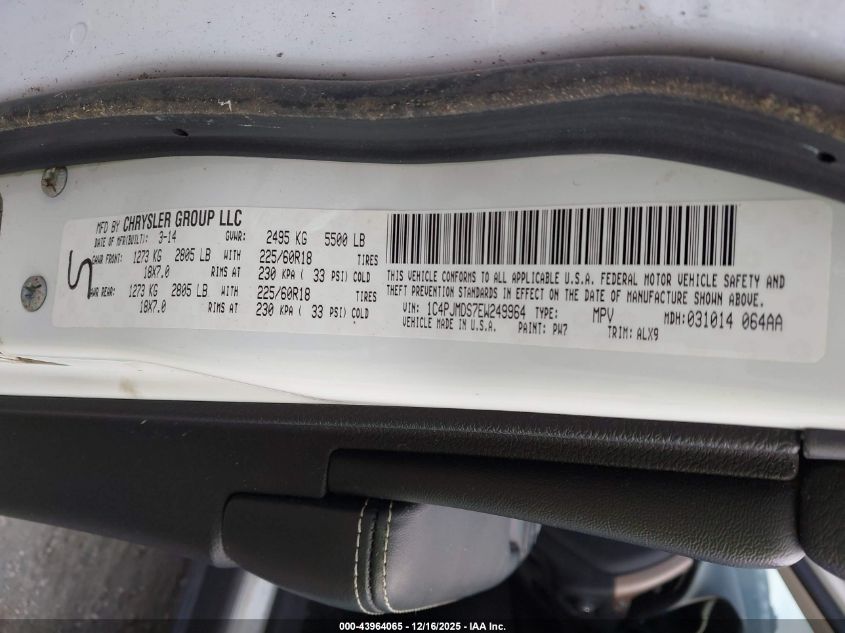 MFD BY CHRYSLER GROUP LLC
DATE OF MFR(BUILT): 3-14 GVWR: 2495 KG 5500 LB
GAWR FRONT: 1273 KG 2805 LB WITH 225/60R18 TIRES
18X7.0 RIMS AT 230 KPA ( 33 PSI) COLD
GAWR REAR: 1273 KG 2805 LB WITH 225/60R18 TIRES
18X7.0 RIMS AT 230 KPA ( 33 PSI) COLD
THIS VEHICLE CONFORMS TO ALL APPLICABLE U.S.A. FEDERAL MOTOR VEHICLE SAFETY AND
THEFT PREVENTION STANDARDS IN EFFECT ON THE DATE OF MANUFACTURE SHOWN ABOVE.
VIN: 1C4PJMDS7EW249964 TYPE: MPV MDH:031014 064AA
VEHICLE MADE IN U.S.A. PAINT: PW7 TRIM: ALX9
000-43964065 - 12/16/2025 - IAA Inc.